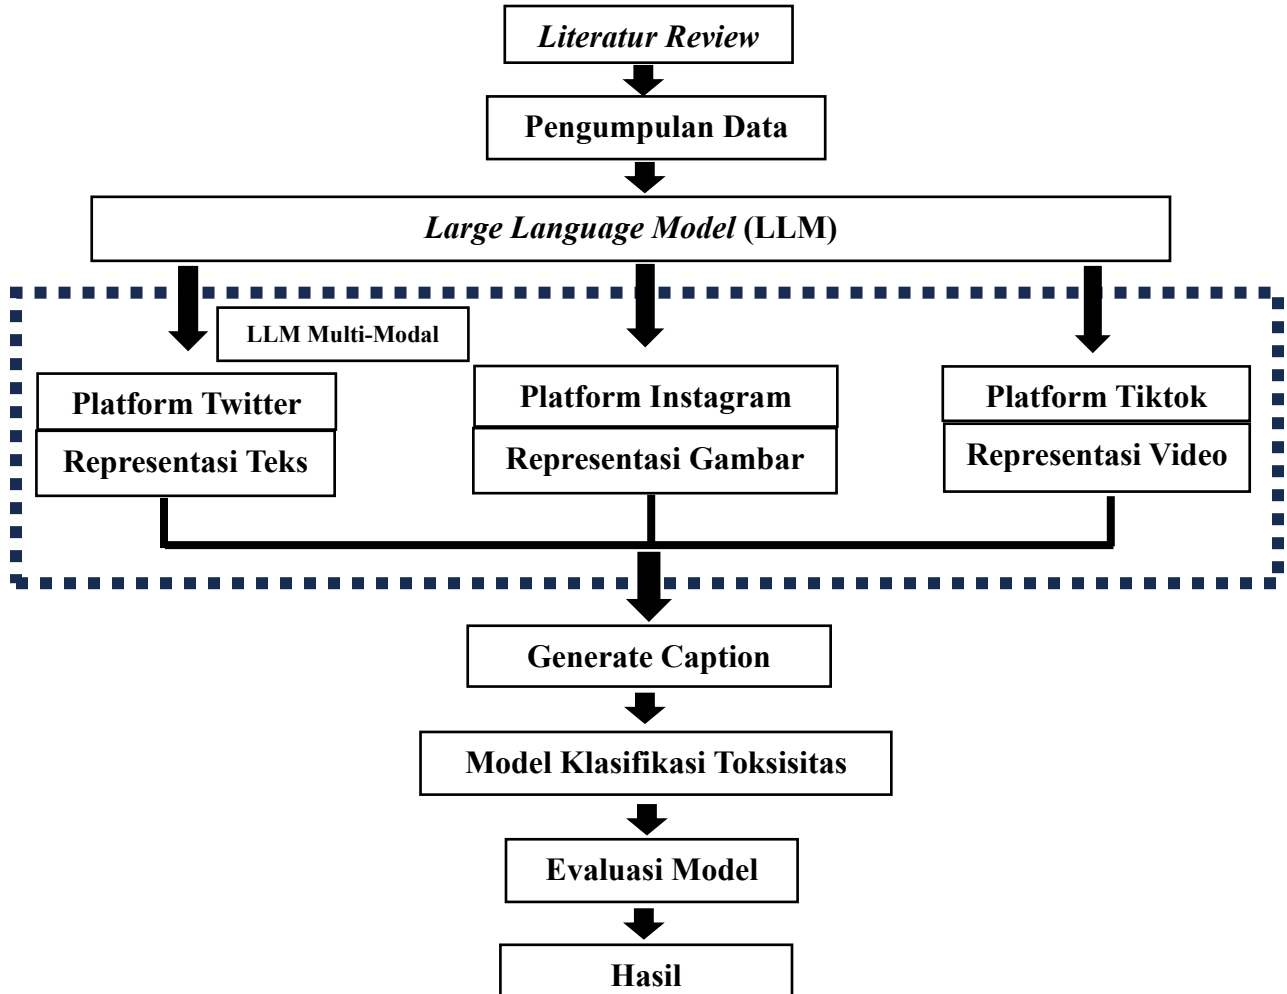 Literatur Review
Pengumpulan Data
Large Language Model (LLM)
LLM Multi-Modal
Platform Twitter
Representasi Teks
Platform Instagram
Representasi Gambar
Platform Tiktok
Representasi Video
Generate Caption
Model Klasifikasi Toksisitas
Evaluasi Model
Hasil